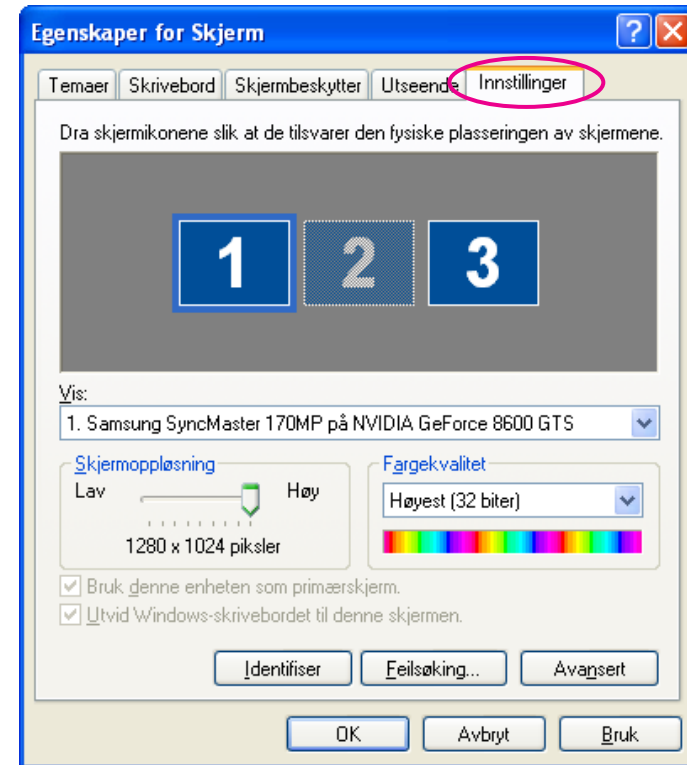 Egenskaper for Skjerm
Temaer Skrivebord Skjermbeskytter Utseende Innstillinger
Dra skjermikonene slik at de tilsvarer den fysiske plasseringen av skjermene.
1 2 3
Vis:
1. Samsung SyncMaster 170MP på NVIDIA GeForce 8600 GTS
Skjermoppløsning Fargekvalitet
Lav Høy
Høyest (32 biter)
1280 x 1024 piksler
Bruk denne enheten som primærskjerm.
Utvid Windows-skrivebordet til denne skjermen.
Identifiser Feilsøking... Avansert
OK Avbryt Bruk